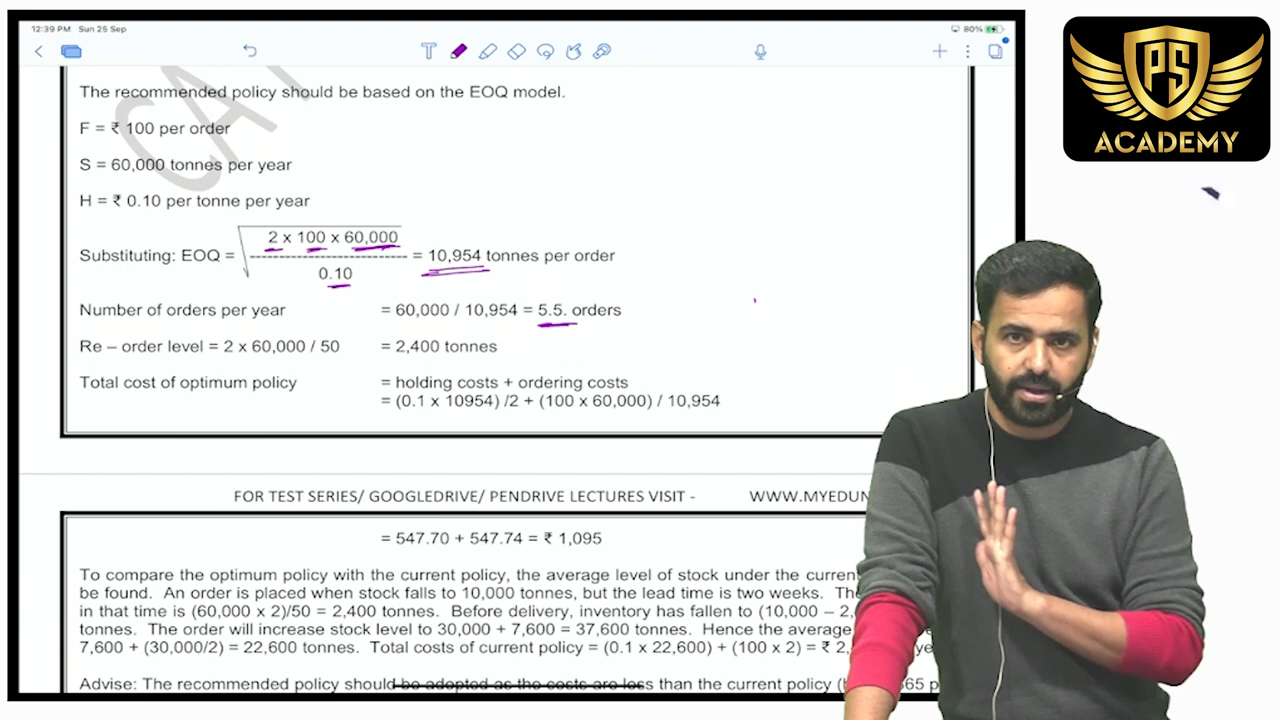 12:39 PM Sun 25 Sep
80%
PS
ACADEMY
The recommended policy should be based on the EOQ model.
F = ₹ 100 per order
S = 60,000 tonnes per year
H = ₹ 0.10 per tonne per year
2 x 100 x 60,000
Substituting: EOQ = = 10,954 tonnes per order
0.10
Number of orders per year = 60,000 / 10,954 = 5.5. orders
Re – order level = 2 x 60,000 / 50 = 2,400 tonnes
Total cost of optimum policy = holding costs + ordering costs
= (0.1 x 10954) /2 + (100 x 60,000) / 10,954
FOR TEST SERIES/ GOOGLEDRIVE/ PENDRIVE LECTURES VISIT - WWW.MYEDUN
= 547.70 + 547.74 = ₹ 1,095
To compare the optimum policy with the current policy, the average level of stock under the current
be found. An order is placed when stock falls to 10,000 tonnes, but the lead time is two weeks.
in that time is (60,000 x 2)/50 = 2,400 tonnes. Before delivery, inventory has fallen to (10,000 – 2,
tonnes. The order will increase stock level to 30,000 + 7,600 = 37,600 tonnes. Hence the average
7,600 + (30,000/2) = 22,600 tonnes. Total costs of current policy = (0.1 x 22,600) + (100 x 2) = ₹ 2,
Advise: The recommended policy should be adopted as the costs are less than the current policy